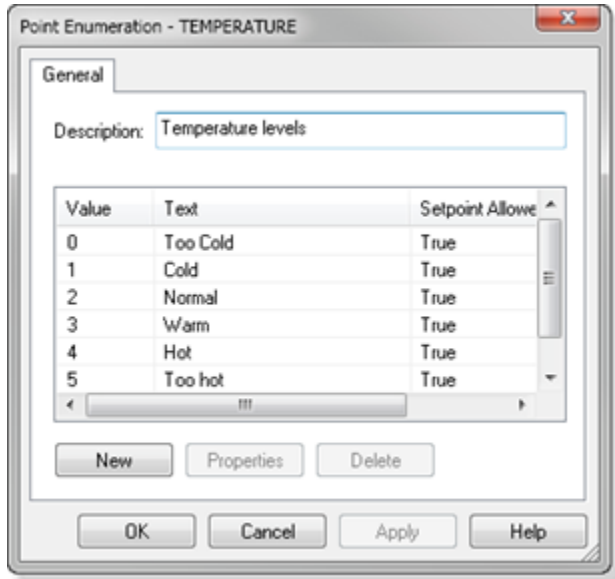 Point Enumeration - TEMPERATURE
General
Description: Temperature levels
Value Text Setpoint Allowe
0 Too Cold True
1 Cold True
2 Normal True
3 Warm True
4 Hot True
5 Too hot True
New Properties Delete
OK Cancel Apply Help